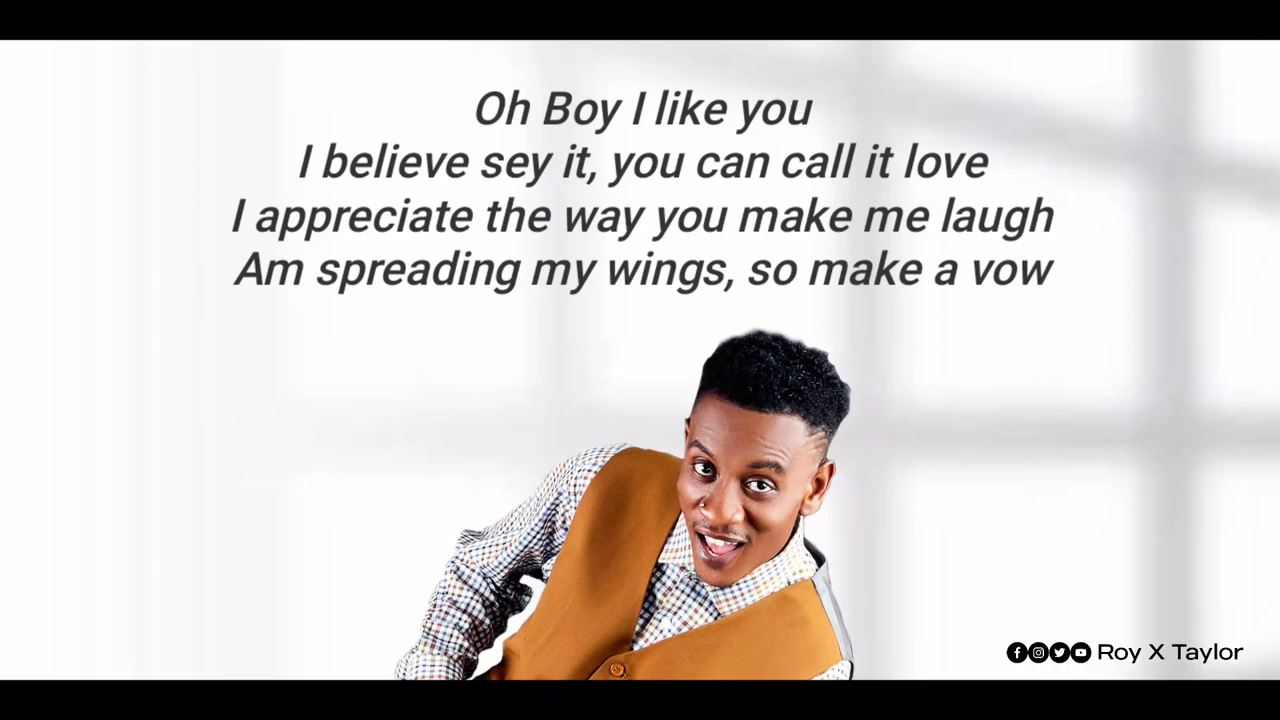 Oh Boy I like you
I believe sey it, you can call it love
I appreciate the way you make me laugh
Am spreading my wings, so make a vow
Roy X Taylor